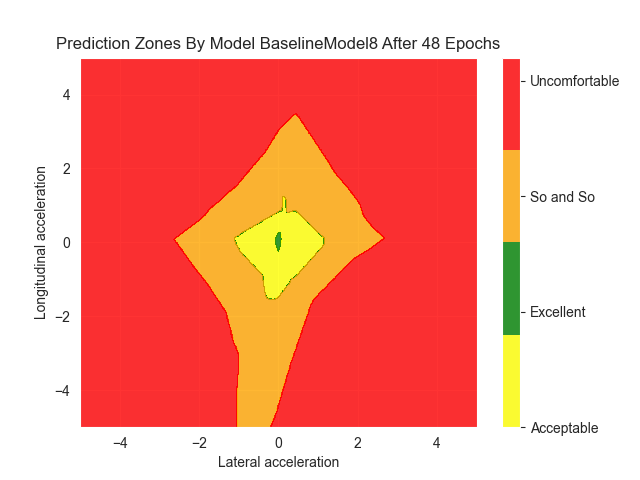 Prediction Zones By Model BaselineModel8 After 48 Epochs
4
2
0
−2
−4
Longitudinal acceleration
−4
−2
0
2
4
Lateral acceleration
Uncomfortable
So and So
Excellent
Acceptable